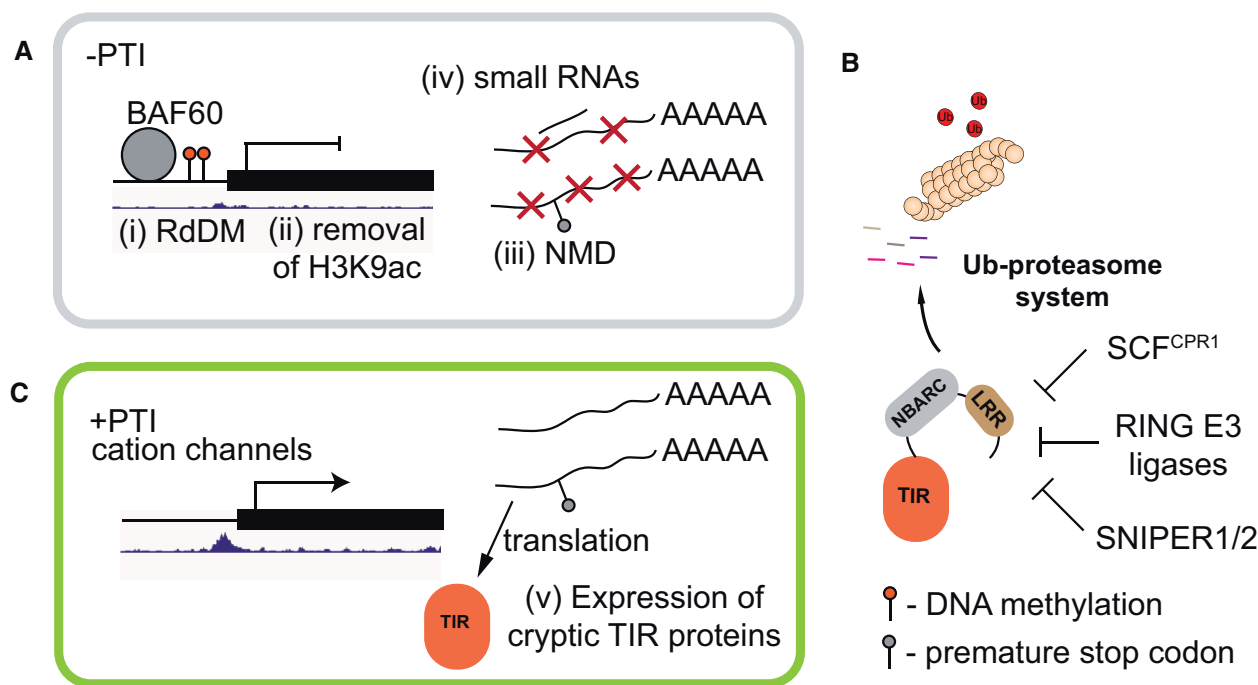 A
-PTI
BAF60
(i) RdDM
(ii) removal
of H3K9ac
(iv) small RNAs
AAAAA
AAAAA
(iii) NMD
B
Ub
Ub
Ub
Ub-proteasome
system
SCFCPR1
NBARC
LRR
TIR
RING E3
ligases
SNIPER1/2
- DNA methylation
- premature stop codon
C
+PTI
cation channels
AAAAA
AAAAA
translation
TIR
(v) Expression of
cryptic TIR proteins